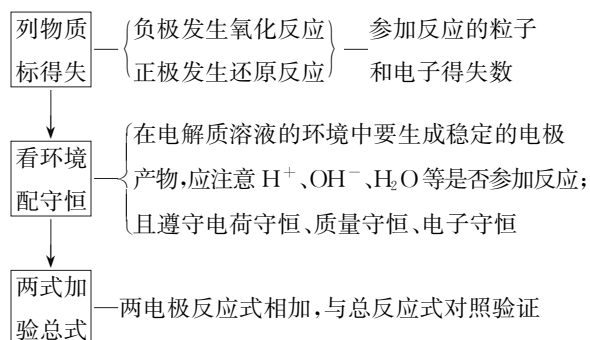 列物质
标得失
负极发生氧化反应
正极发生还原反应
参加反应的粒子
和电子得失数
看环境
配守恒
在电解质溶液的环境中要生成稳定的电极
产物,应注意 H⁺、OH⁻、H₂O 等是否参加反应;
且遵守电荷守恒、质量守恒、电子守恒
两式加
验总式
两电极反应式相加,与总反应式对照验证